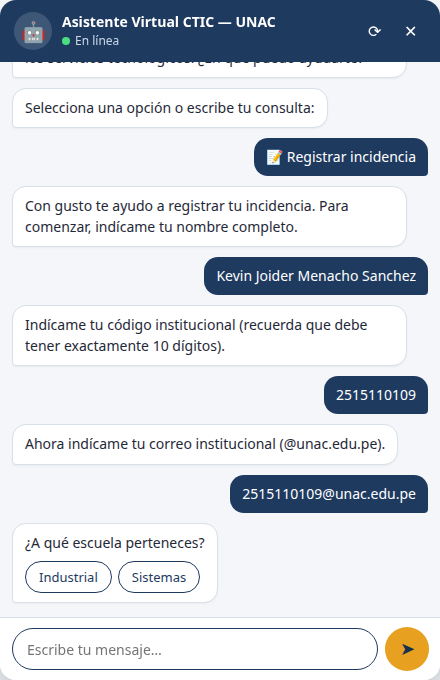 Asistente Virtual CTIC — UNAC
En línea
Selecciona una opción o escribe tu consulta:
📝 Registrar incidencia
Con gusto te ayudo a registrar tu incidencia. Para
comenzar, indícame tu nombre completo.
Kevin Joider Menacho Sanchez
Indícame tu código institucional (recuerda que debe
tener exactamente 10 dígitos).
2515110109
Ahora indícame tu correo institucional (@unac.edu.pe).
2515110109@unac.edu.pe
¿A qué escuela perteneces?
Industrial
Sistemas
Escribe tu mensaje...